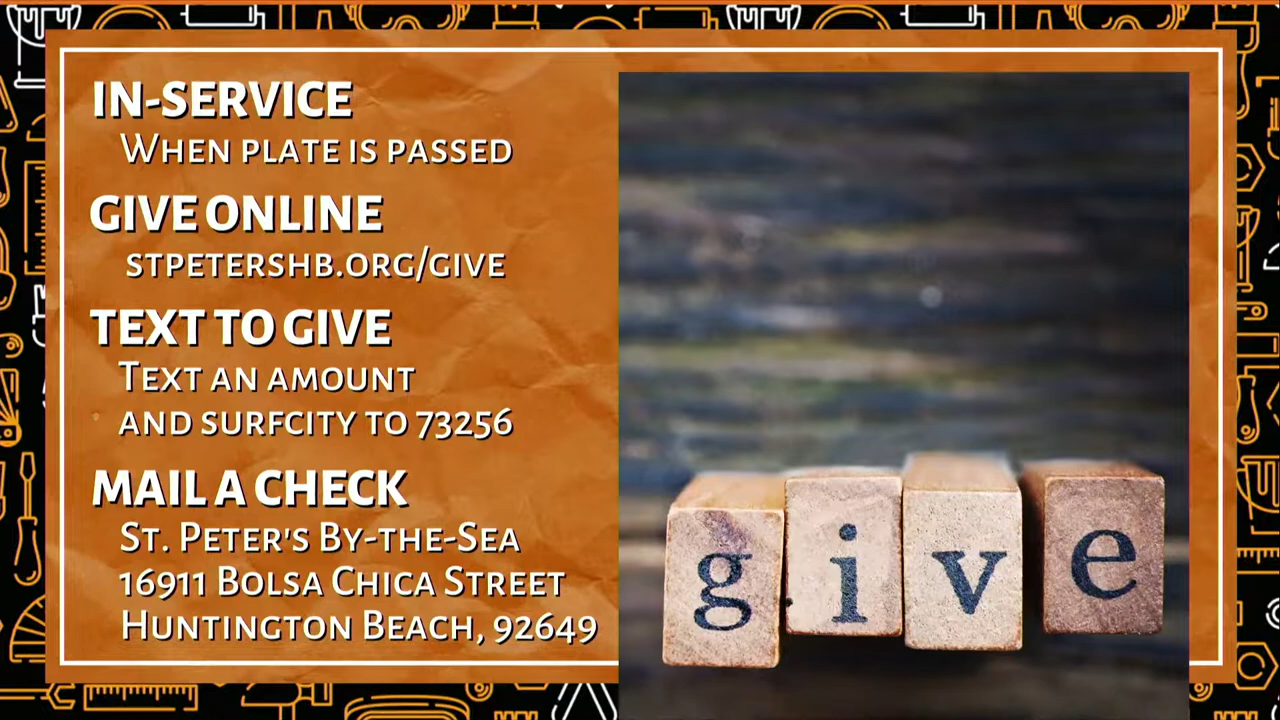 IN-SERVICE
WHEN PLATE IS PASSED
GIVE ONLINE
STPETERSHB.ORG/GIVE
TEXT TO GIVE
TEXT AN AMOUNT
AND SURFCITY TO 73256
MAIL A CHECK
ST. PETER'S BY-THE-SEA
16911 BOLSA CHICA STREET
HUNTINGTON BEACH, 92649
give